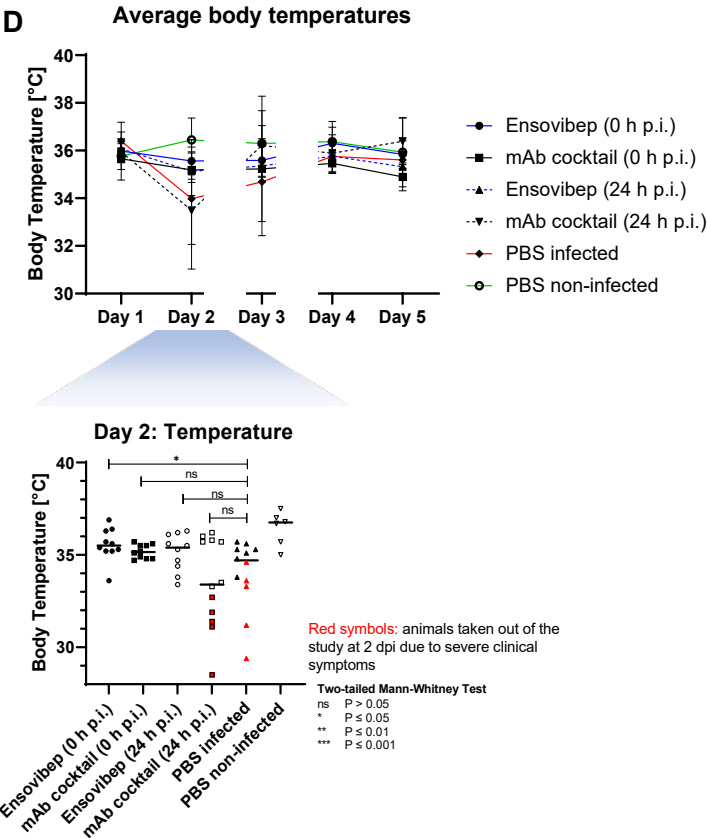 D
Average body temperatures
Body Temperature [°C]
40
38
36
34
32
30
Day 1 Day 2 Day 3 Day 4 Day 5
Ensovibep (0 h p.i.)
mAb cocktail (0 h p.i.)
Ensovibep (24 h p.i.)
mAb cocktail (24 h p.i.)
PBS infected
PBS non-infected
Day 2: Temperature
Body Temperature [°C]
40
35
30
*
ns
ns
ns
Ensovibep (0 h p.i.)
mAb cocktail (0 h p.i.)
Ensovibep (24 h p.i.)
mAb cocktail (24 h p.i.)
PBS infected
PBS non-infected
Red symbols: animals taken out of the
study at 2 dpi due to severe clinical
symptoms
Two-tailed Mann-Whitney Test
ns P > 0.05
* P ≤ 0.05
** P ≤ 0.01
*** P ≤ 0.001